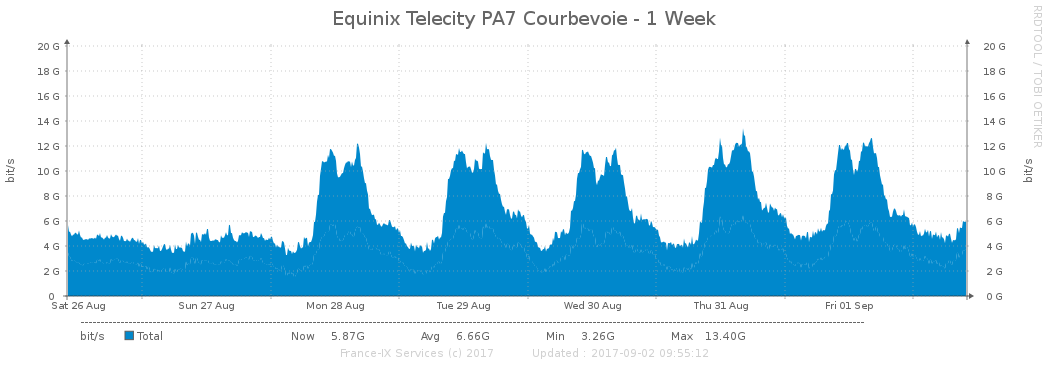 Equinix Telecity PA7 Courbevoie - 1 Week
RRDTOOL / TOBI OETIKER
bit/s
20 G
18 G
16 G
14 G
12 G
10 G
8 G
6 G
4 G
2 G
0
20 G
18 G
16 G
14 G
12 G
10 G
8 G
6 G
4 G
2 G
0 G
bit/s
Sat 26 Aug Sun 27 Aug Mon 28 Aug Tue 29 Aug Wed 30 Aug Thu 31 Aug Fri 01 Sep
bit/s Total Now 5.87G Avg 6.66G Min 3.26G Max 13.40G
France-IX Services (c) 2017 Updated : 2017-09-02 09:55:12